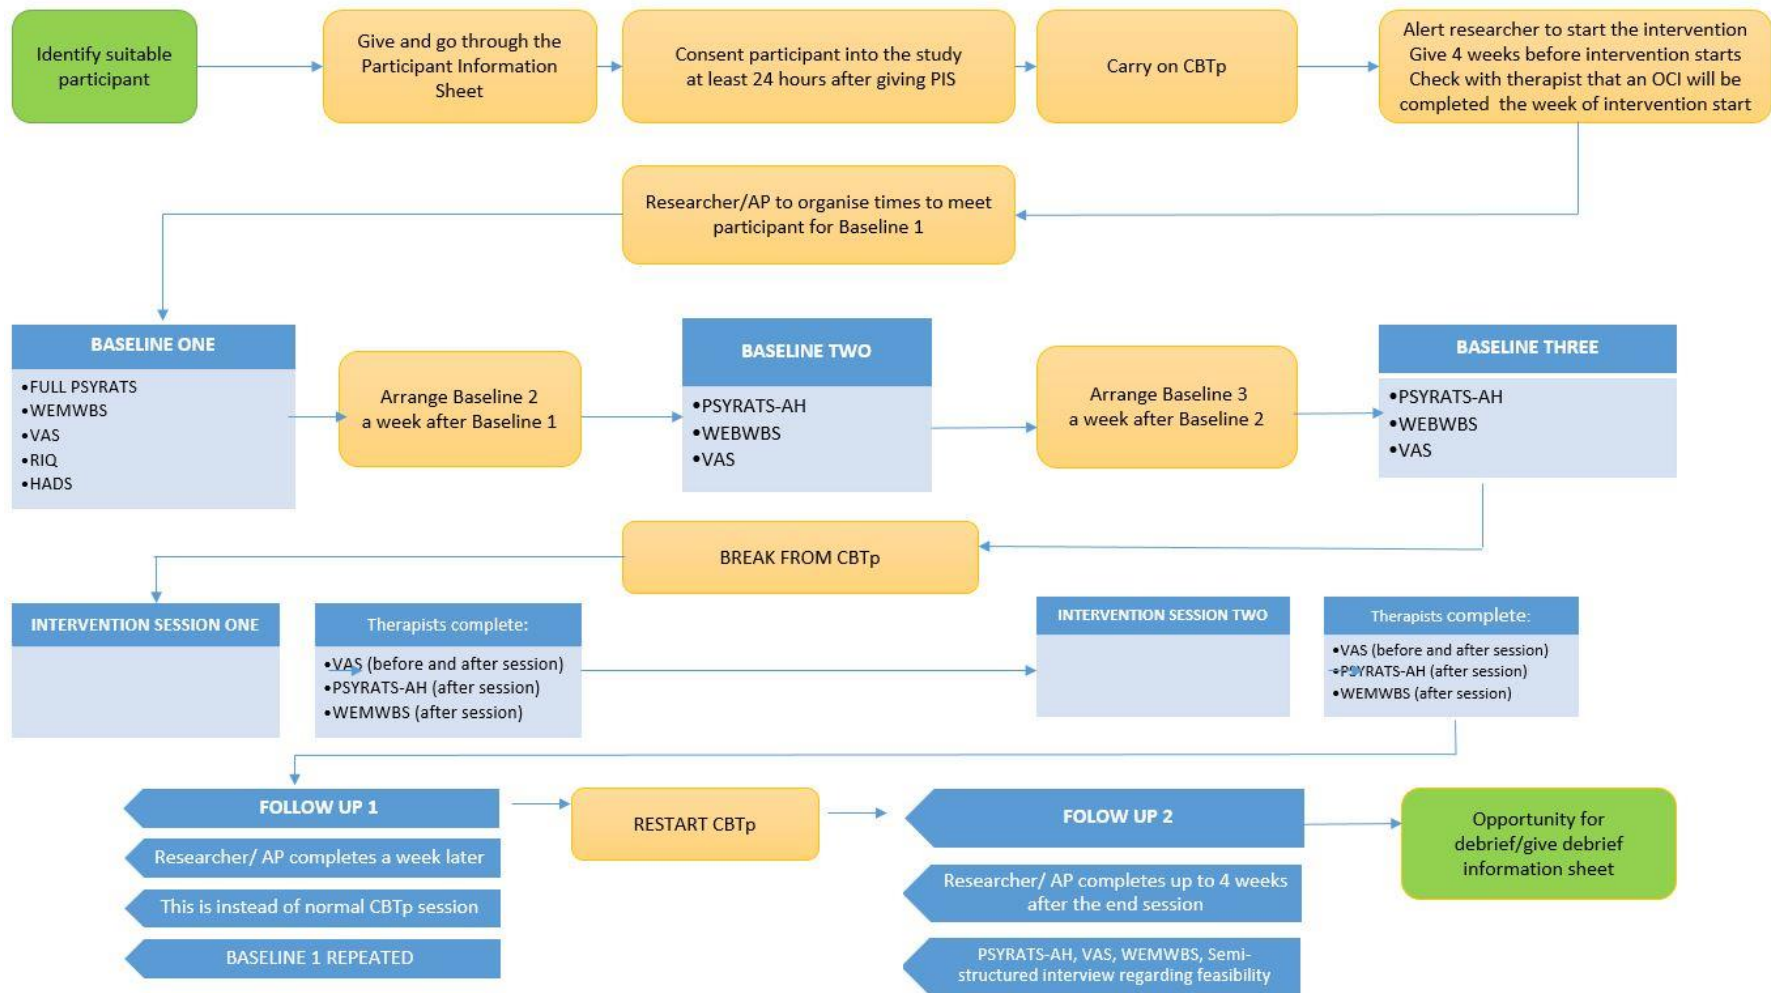 Identify suitable
participant
Give and go through the
Participant Information
Sheet
Consent participant into the study
at least 24 hours after giving PIS
Carry on CBTp
Alert researcher to start the intervention
Give 4 weeks before intervention starts
Check with therapist that an OCI will be
completed the week of intervention start
Researcher/AP to organise times to meet
participant for Baseline 1
BASELINE ONE
•FULL PSYRATS
•WEMWBS
•VAS
•RIQ
•HADS
Arrange Baseline 2
a week after Baseline 1
BASELINE TWO
•PSYRATS-AH
•WEBWBS
•VAS
Arrange Baseline 3
a week after Baseline 2
BASELINE THREE
•PSYRATS-AH
•WEBWBS
•VAS
BREAK FROM CBTp
INTERVENTION SESSION ONE
Therapists complete:
•VAS (before and after session)
•PSYRATS-AH (after session)
•WEMWBS (after session)
INTERVENTION SESSION TWO
Therapists complete:
•VAS (before and after session)
•PSYRATS-AH (after session)
•WEMWBS (after session)
FOLLOW UP 1
Researcher/ AP completes a week later
This is instead of normal CBTp session
BASELINE 1 REPEATED
RESTART CBTp
FOLOW UP 2
Researcher/ AP completes up to 4 weeks
after the end session
PSYRATS-AH, VAS, WEMWBS, Semi-
structured interview regarding feasibility
Opportunity for
debrief/give debrief
information sheet